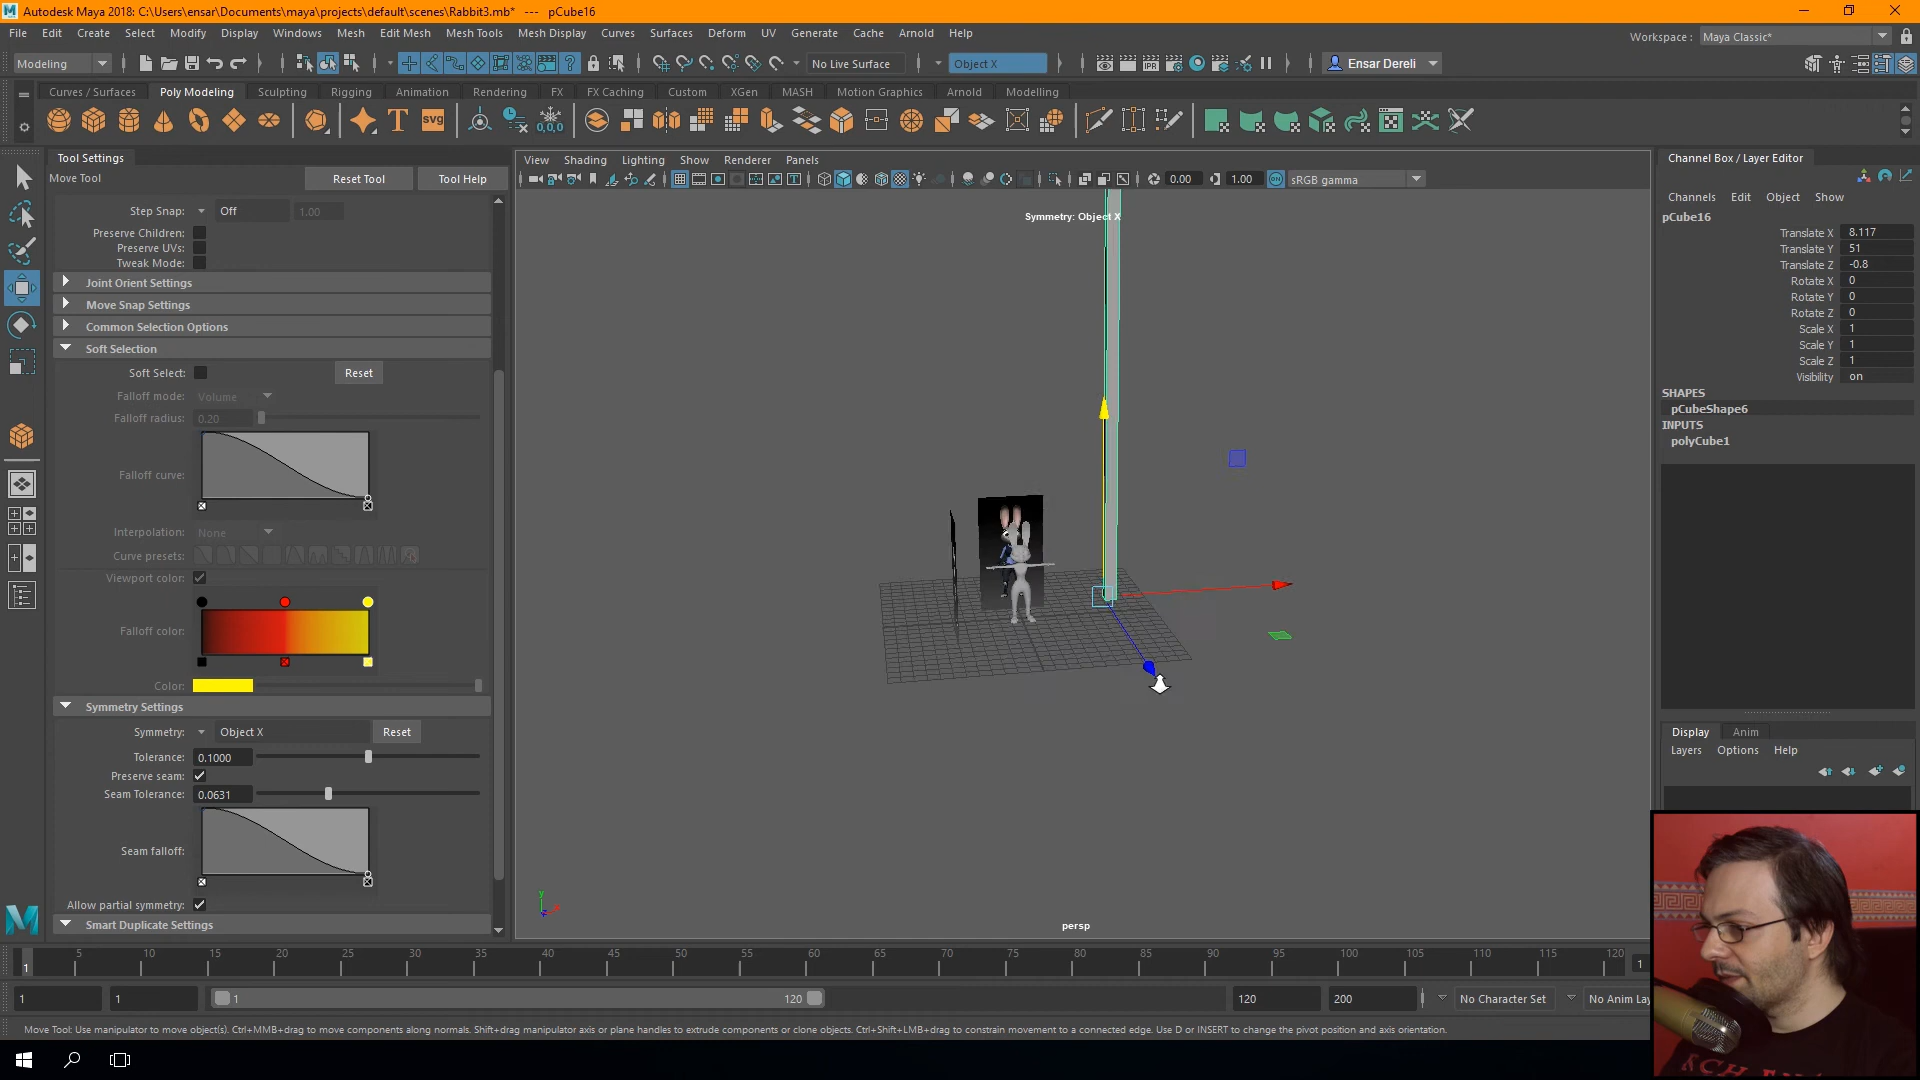 Autodesk Maya 2018: C:\Users\ensar\Documents\maya\projects\default\scenes\Rabbit3.mb*  ---  pCube16
File Edit Create Select Modify Display Windows Mesh Edit Mesh Mesh Tools Mesh Display Curves Surfaces Deform UV Generate Cache Arnold Help
Workspace : Maya Classic*
Modeling No Live Surface Object X Ensar Dereli
Curves / Surfaces Poly Modeling Sculpting Rigging Animation Rendering FX FX Caching Custom XGen MASH Motion Graphics Arnold Modelling
T SVG 0,0,0
Tool Settings
Move Tool Reset Tool Tool Help
Step Snap: Off 1.00
Preserve Children:
Preserve UVs:
Tweak Mode:
Joint Orient Settings
Move Snap Settings
Common Selection Options
Soft Selection
Soft Select: Reset
Falloff mode: Volume
Falloff radius: 0.20
Falloff curve:
Interpolation: None
Curve presets:
Viewport color:
Falloff color:
Color:
Symmetry Settings
Symmetry: Object X Reset
Tolerance: 0.1000
Preserve seam:
Seam Tolerance: 0.0631
Seam falloff:
Allow partial symmetry:
Smart Duplicate Settings
View Shading Lighting Show Renderer Panels
0.00 1.00 ON sRGB gamma
Symmetry: Object X
y
persp
Channel Box / Layer Editor
Channels Edit Object Show
pCube16
Translate X 8.117
Translate Y 51
Translate Z -0.8
Rotate X 0
Rotate Y 0
Rotate Z 0
Scale X 1
Scale Y 1
Scale Z 1
Visibility on
SHAPES
pCubeShape6
INPUTS
polyCube1
Display Anim
Layers Options Help
1 5 10 15 20 25 30 35 40 45 50 55 60 65 70 75 80 85 90 95 100 105 110 115 120 1
1 1 1 120 120 200 No Character Set No Anim Lay
Move Tool: Use manipulator to move object(s). Ctrl+MMB+drag to move components along normals. Shift+drag manipulator axis or plane handles to extrude components or clone objects. Ctrl+Shift+LMB+drag to constrain movement to a connected edge. Use D or INSERT to change the pivot position and axis orientation.